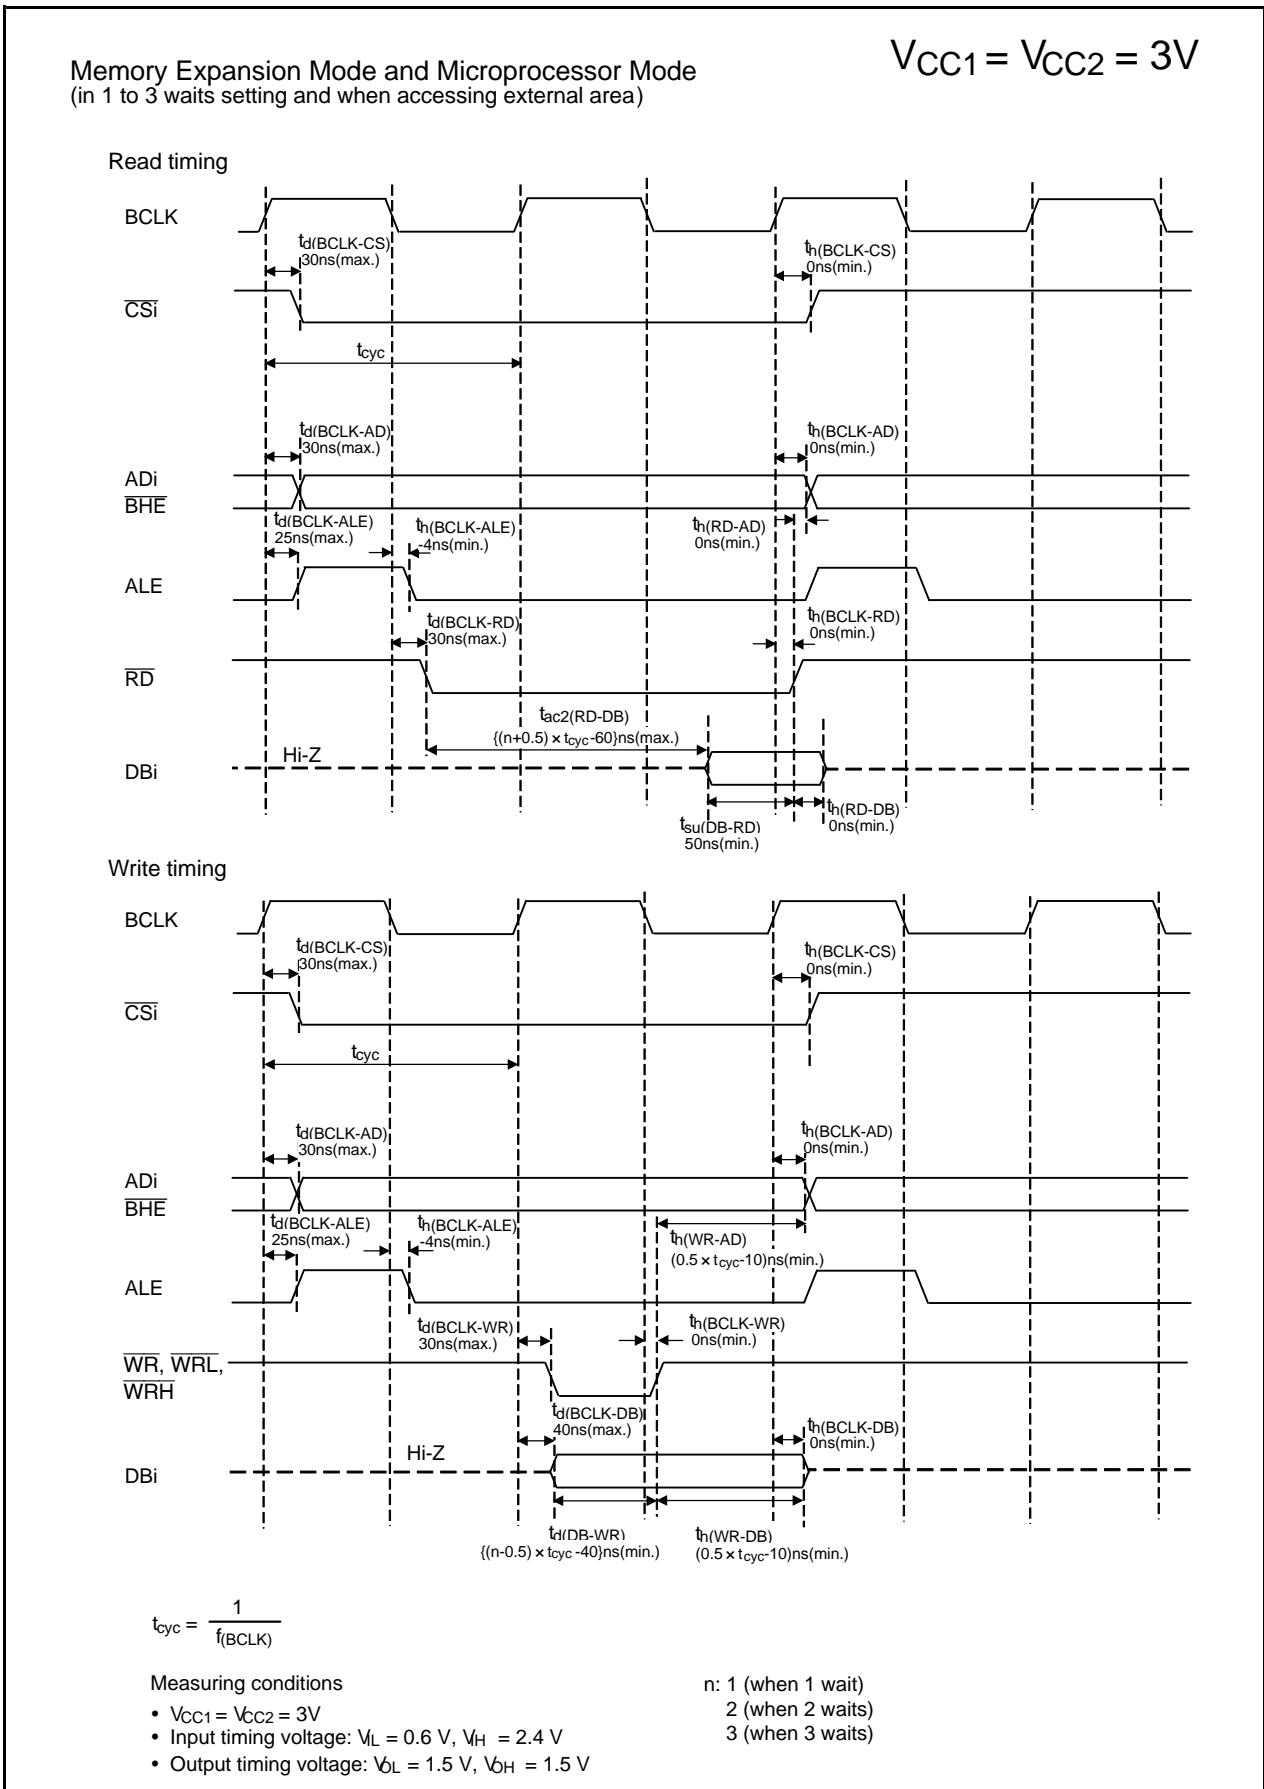 VCC1 = VCC2 = 3V
Memory Expansion Mode and Microprocessor Mode
(in 1 to 3 waits setting and when accessing external area)
Read timing
BCLK
td(BCLK-CS)
30ns(max.)
th(BCLK-CS)
0ns(min.)
CSi
tcyc
td(BCLK-AD)
30ns(max.)
th(BCLK-AD)
0ns(min.)
ADi
BHE
td(BCLK-ALE)
25ns(max.)
th(BCLK-ALE)
-4ns(min.)
th(RD-AD)
0ns(min.)
ALE
td(BCLK-RD)
30ns(max.)
th(BCLK-RD)
0ns(min.)
RD
tac2(RD-DB)
{(n+0.5) × tcyc-60}ns(max.)
Hi-Z
DBi
tsu(DB-RD)
50ns(min.)
th(RD-DB)
0ns(min.)
Write timing
BCLK
td(BCLK-CS)
30ns(max.)
th(BCLK-CS)
0ns(min.)
CSi
tcyc
td(BCLK-AD)
30ns(max.)
th(BCLK-AD)
0ns(min.)
ADi
BHE
td(BCLK-ALE)
25ns(max.)
th(BCLK-ALE)
-4ns(min.)
th(WR-AD)
(0.5 × tcyc-10)ns(min.)
ALE
td(BCLK-WR)
30ns(max.)
th(BCLK-WR)
0ns(min.)
WR, WRL,
WRH
td(BCLK-DB)
40ns(max.)
th(BCLK-DB)
0ns(min.)
Hi-Z
DBi
td(DB-WR)
{(n-0.5) × tcyc -40}ns(min.)
th(WR-DB)
(0.5 × tcyc-10)ns(min.)
tcyc = 1
f(BCLK)
Measuring conditions
• VCC1 = VCC2 = 3V
• Input timing voltage: VIL = 0.6 V, VIH = 2.4 V
• Output timing voltage: VOL = 1.5 V, VOH = 1.5 V
n: 1 (when 1 wait)
2 (when 2 waits)
3 (when 3 waits)